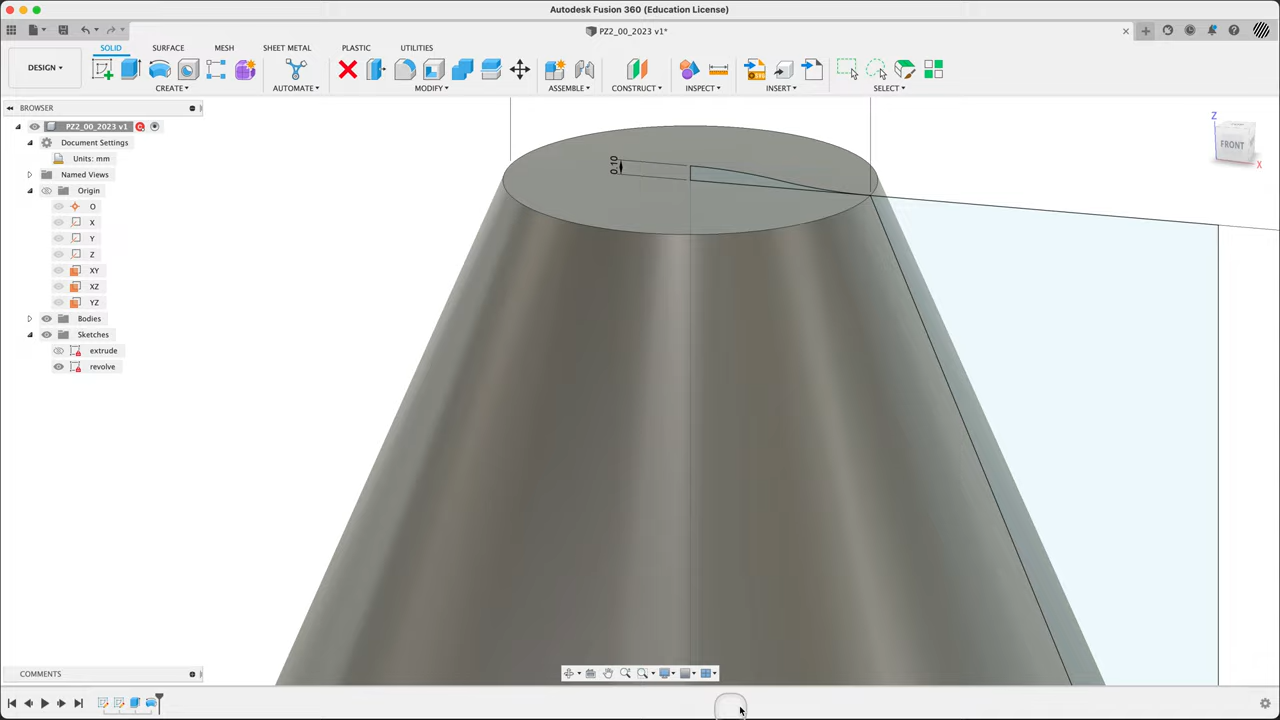 Autodesk Fusion 360 (Education License)
PZ2_00_2023 v1*
DESIGN
SOLID SURFACE MESH SHEET METAL PLASTIC UTILITIES
CREATE AUTOMATE MODIFY ASSEMBLE CONSTRUCT INSPECT INSERT SELECT
BROWSER
PZ2_00_2023 v1
Document Settings
Units: mm
Named Views
Origin
O
X
Y
Z
XY
XZ
YZ
Bodies
Sketches
extrude
revolve
0.10
Z
FRONT
X
COMMENTS